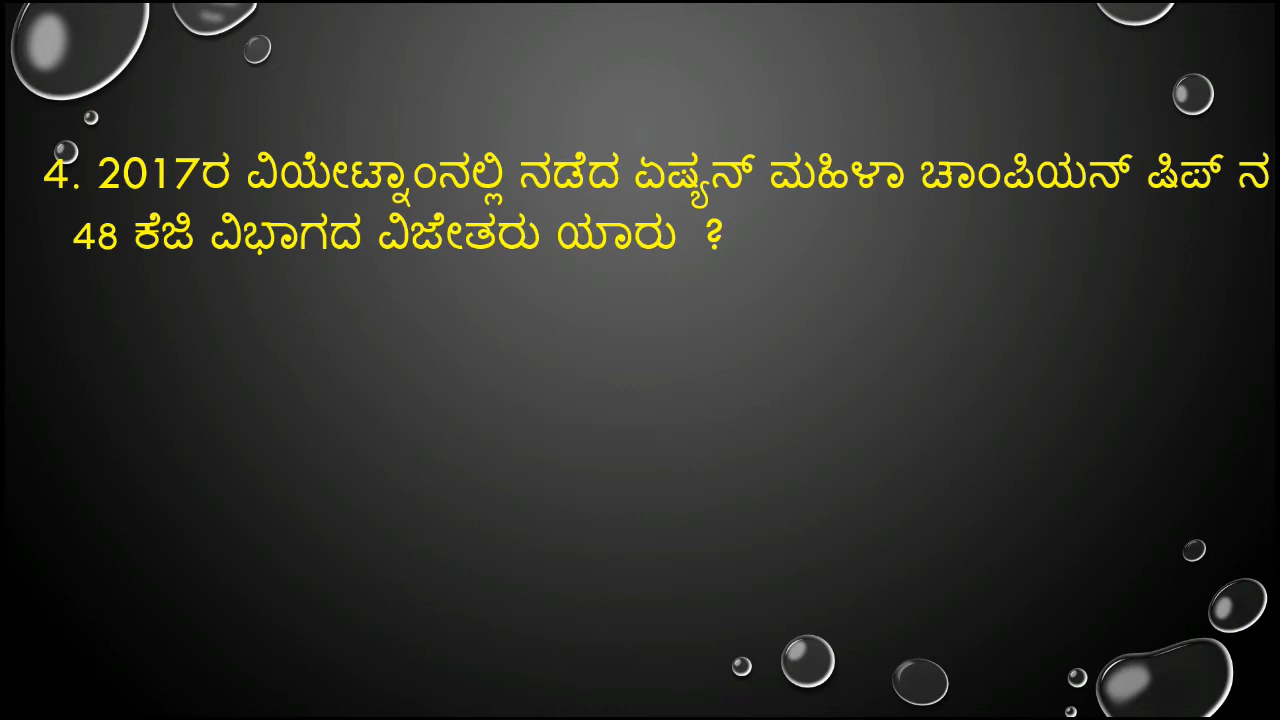 4. 2017ರ ವಿಯೇಟ್ನಾಂನಲ್ಲಿ ನಡೆದ ಏಷ್ಯನ್ ಮಹಿಳಾ ಚಾಂಪಿಯನ್ ಷಿಪ್ ನ
48 ಕೆಜಿ ವಿಭಾಗದ ವಿಜೇತರು ಯಾರು ?